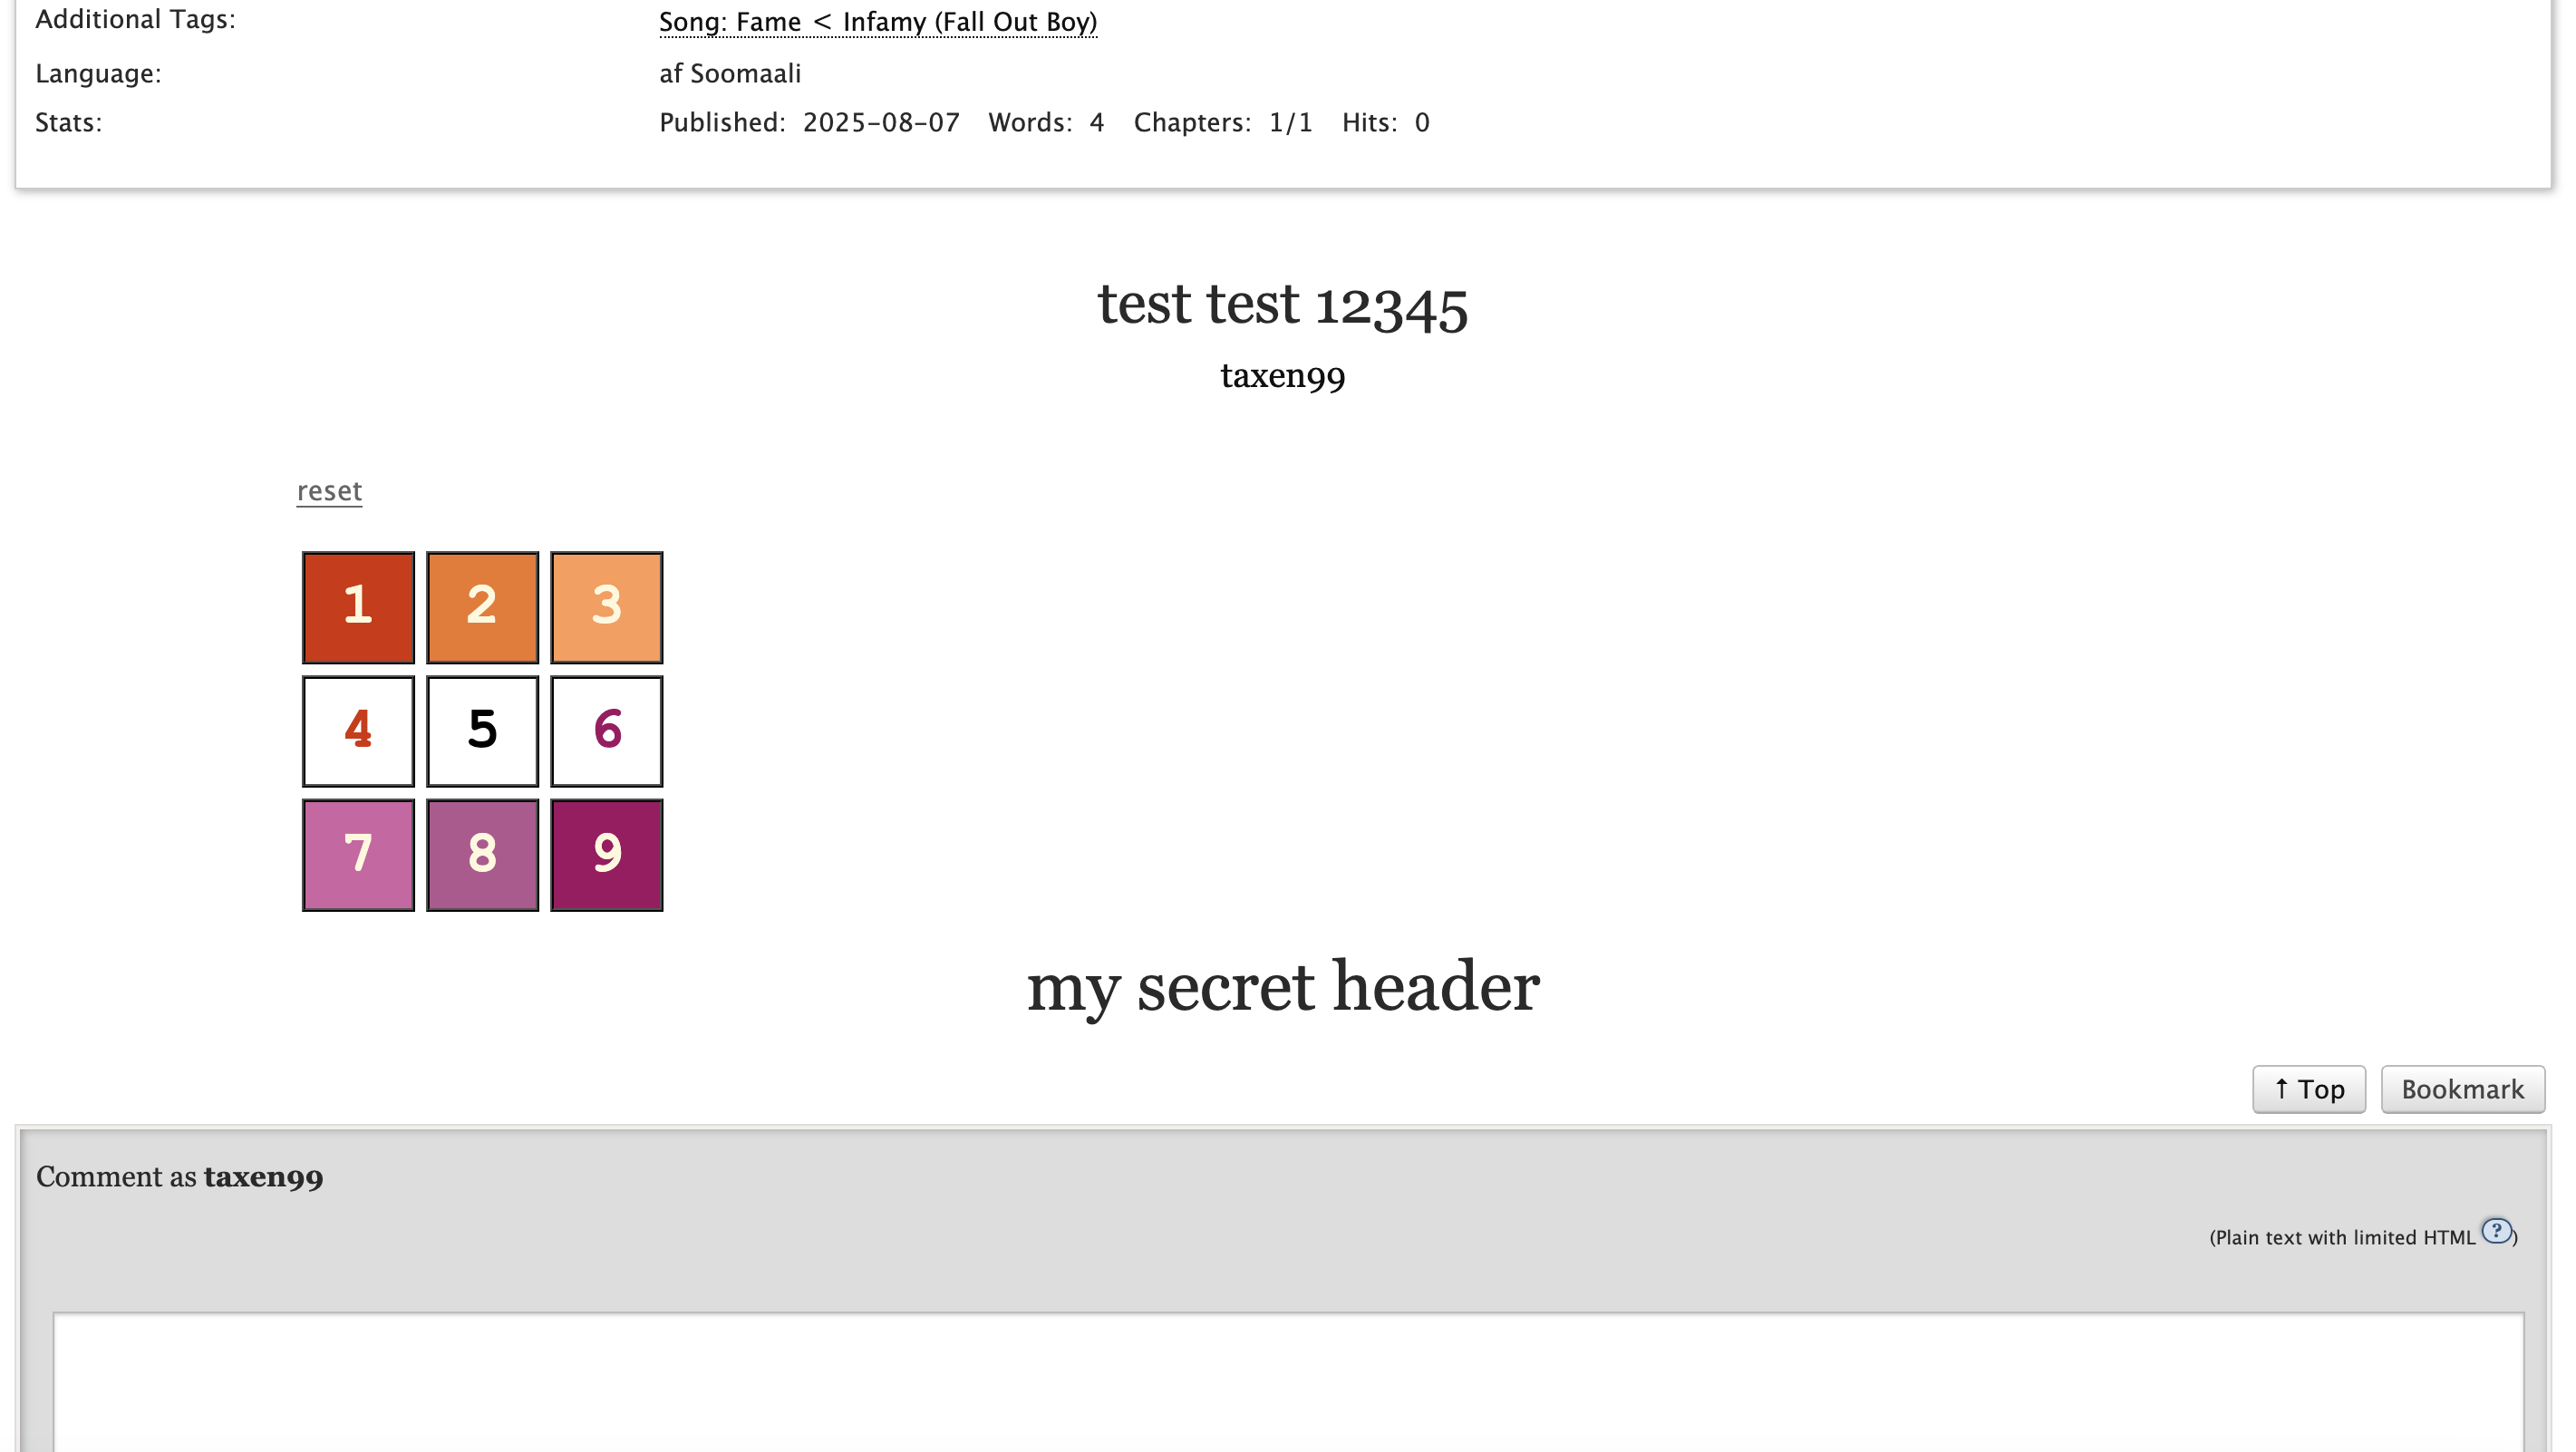 Additional Tags: Song: Fame < Infamy (Fall Out Boy)
Language: af Soomaali
Stats: Published: 2025-08-07 Words: 4 Chapters: 1/1 Hits: 0
test test 12345
taxen99
reset
1 2 3
4 5 6
7 8 9
my secret header
↑ Top Bookmark
Comment as taxen99
(Plain text with limited HTML ?)